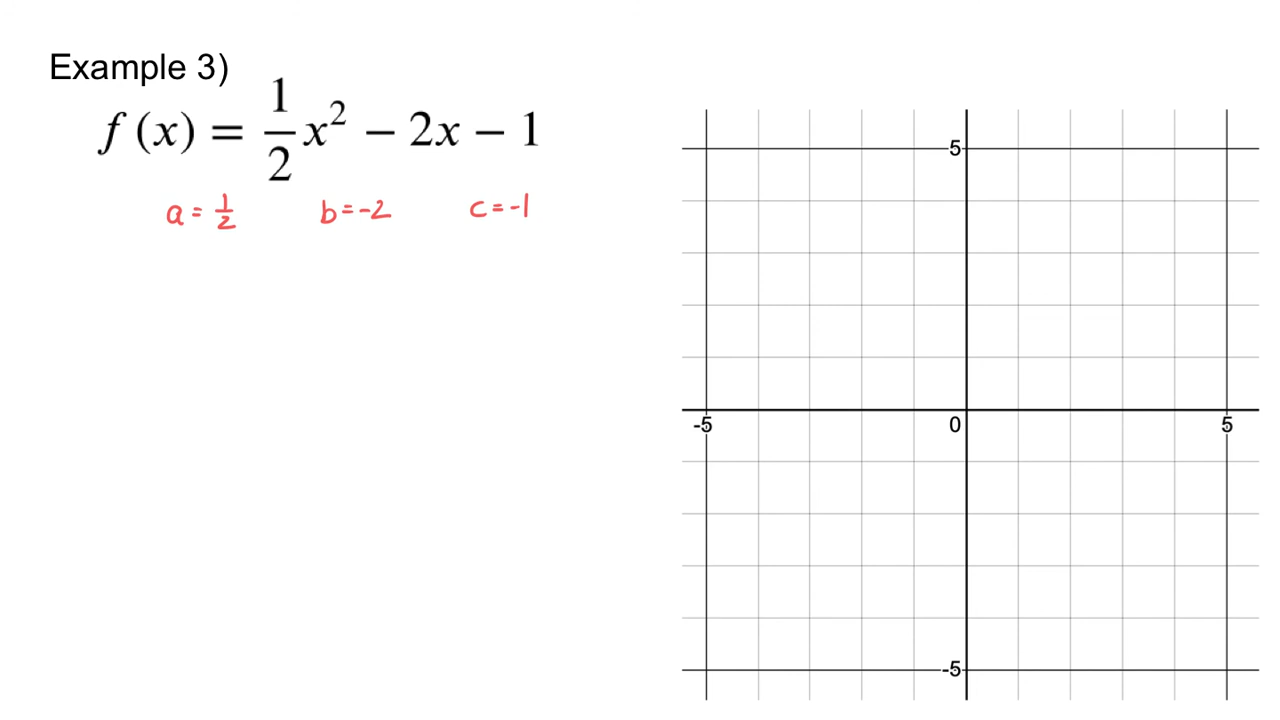 Example 3)
f(x) = 1/2 x² − 2x − 1
a = 1/2 b=-2 c=-1
5
-5 0 5
-5